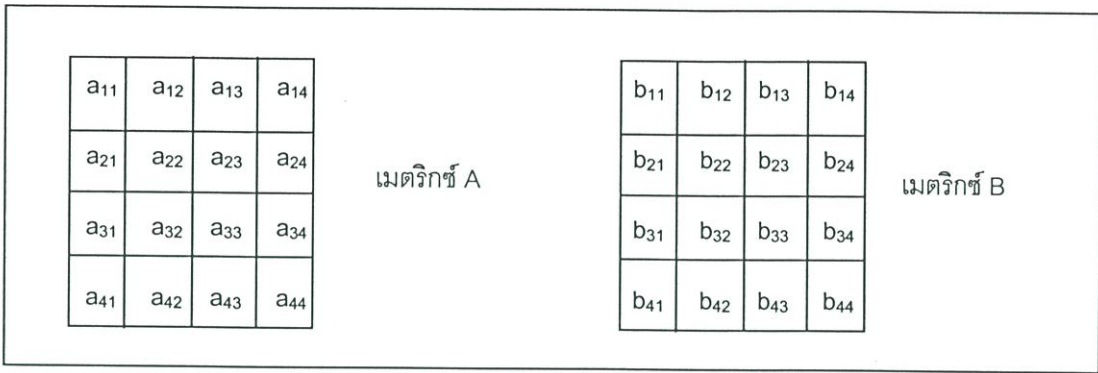 a₁₁ a₁₂ a₁₃ a₁₄
a₂₁ a₂₂ a₂₃ a₂₄
a₃₁ a₃₂ a₃₃ a₃₄
a₄₁ a₄₂ a₄₃ a₄₄
เมตริกซ์ A
b₁₁ b₁₂ b₁₃ b₁₄
b₂₁ b₂₂ b₂₃ b₂₄
b₃₁ b₃₂ b₃₃ b₃₄
b₄₁ b₄₂ b₄₃ b₄₄
เมตริกซ์ B